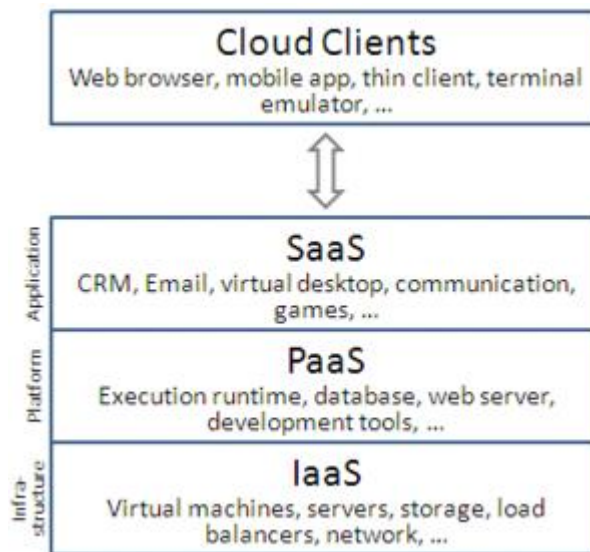 Cloud Clients
Web browser, mobile app, thin client, terminal
emulator, ...
Application
SaaS
CRM, Email, virtual desktop, communication,
games, ...
Platform
PaaS
Execution runtime, database, web server,
development tools, ...
Infra-
structure
IaaS
Virtual machines, servers, storage, load
balancers, network, ...